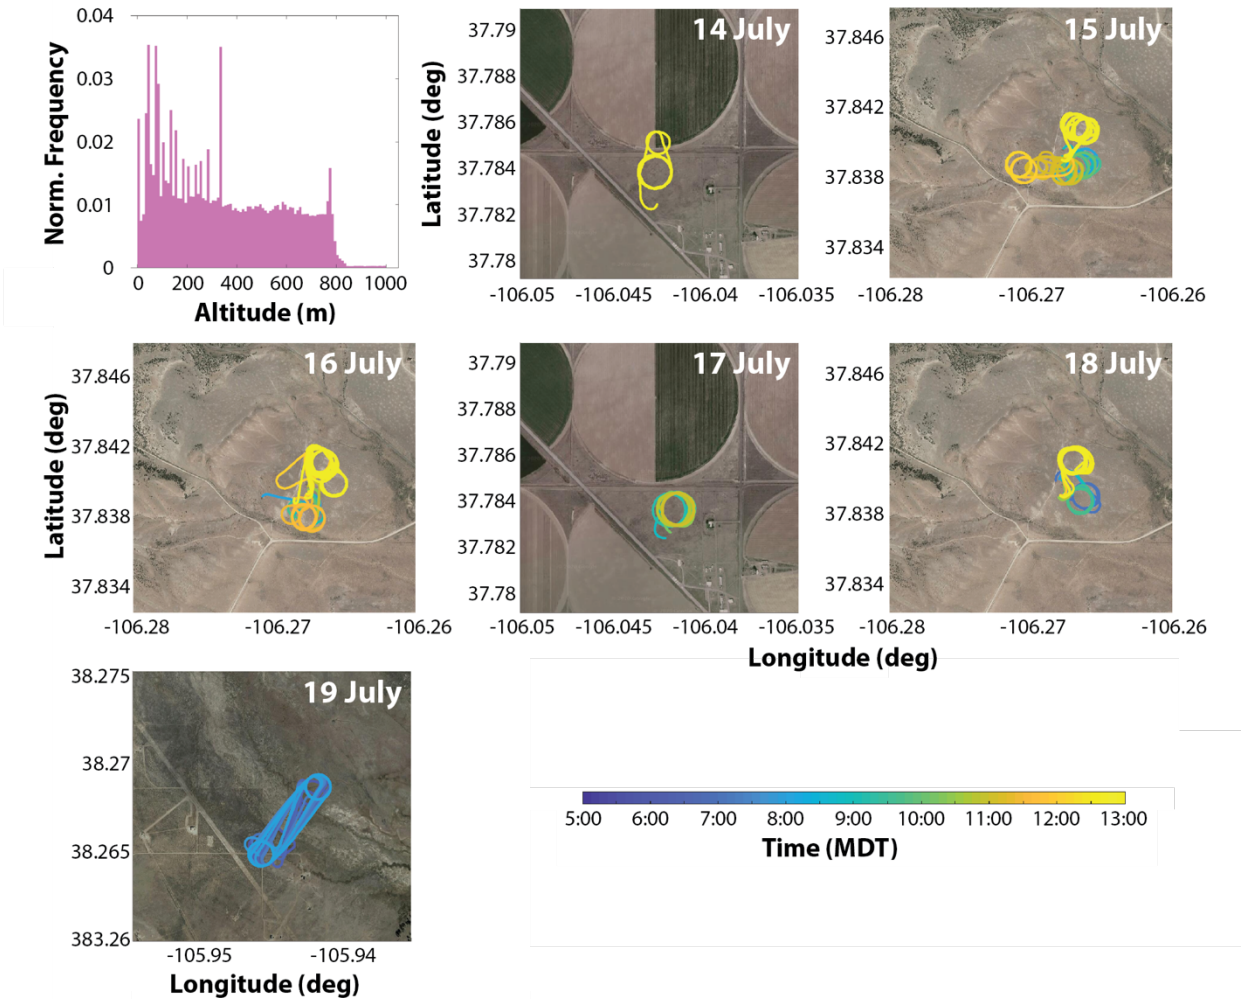 0.04
0.03
0.02
0.01
0
Norm. Frequency
0 200 400 600 800 1000
Altitude (m)
14 July
37.79
37.788
37.786
37.784
37.782
37.78
Latitude (deg)
-106.05 -106.045 -106.04 -106.035
15 July
37.846
37.842
37.838
37.834
-106.28 -106.27 -106.26
16 July
37.846
37.842
37.838
37.834
Latitude (deg)
-106.28 -106.27 -106.26
17 July
37.79
37.788
37.786
37.784
37.782
37.78
-106.05 -106.045 -106.04 -106.035
18 July
37.846
37.842
37.838
37.834
-106.28 -106.27 -106.26
Longitude (deg)
19 July
38.275
38.27
38.265
383.26
-105.95 -105.94
Longitude (deg)
5:00 6:00 7:00 8:00 9:00 10:00 11:00 12:00 13:00
Time (MDT)